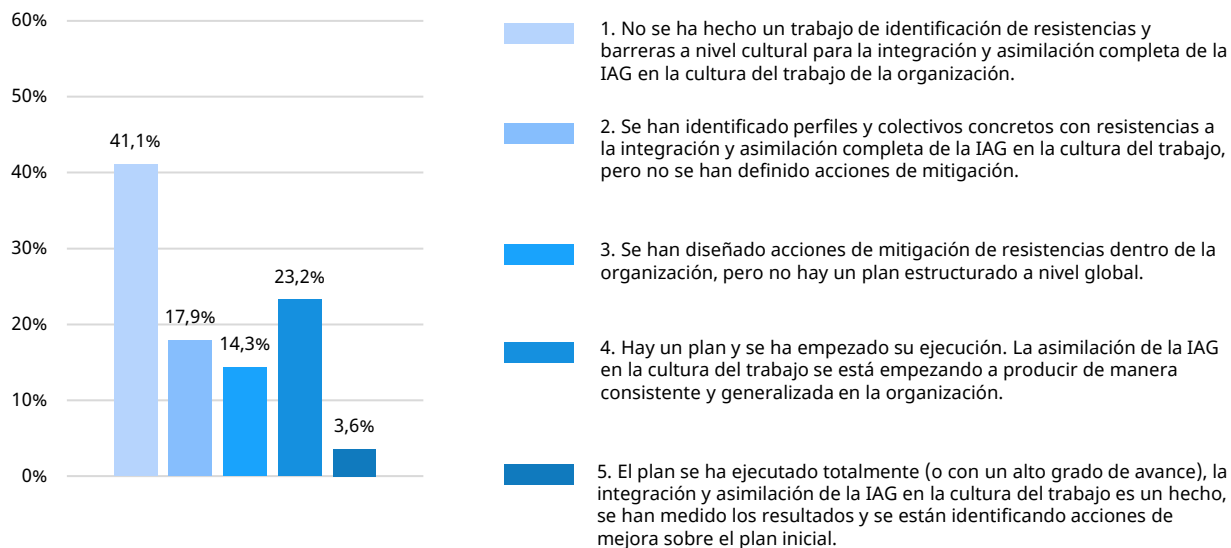 60%
50%
40%
30%
20%
10%
0%
41,1%
17,9%
14,3%
23,2%
3,6%
1. No se ha hecho un trabajo de identificación de resistencias y
barreras a nivel cultural para la integración y asimilación completa de la
IAG en la cultura del trabajo de la organización.
2. Se han identificado perfiles y colectivos concretos con resistencias a
la integración y asimilación completa de la IAG en la cultura del trabajo,
pero no se han definido acciones de mitigación.
3. Se han diseñado acciones de mitigación de resistencias dentro de la
organización, pero no hay un plan estructurado a nivel global.
4. Hay un plan y se ha empezado su ejecución. La asimilación de la IAG
en la cultura del trabajo se está empezando a producir de manera
consistente y generalizada en la organización.
5. El plan se ha ejecutado totalmente (o con un alto grado de avance), la
integración y asimilación de la IAG en la cultura del trabajo es un hecho,
se han medido los resultados y se están identificando acciones de
mejora sobre el plan inicial.